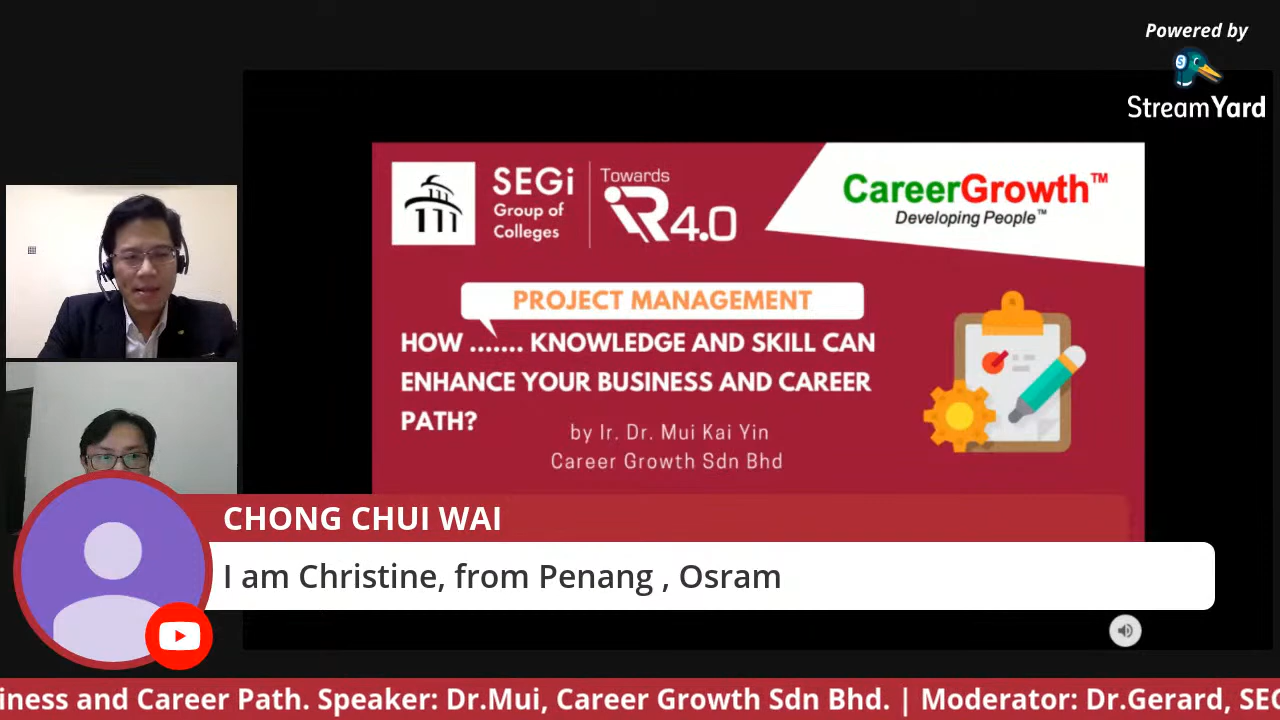 Powered by
StreamYard
SEGi
Group of
Colleges
Towards
iR4.0
CareerGrowth™
Developing People™
PROJECT MANAGEMENT
HOW ....... KNOWLEDGE AND SKILL CAN
ENHANCE YOUR BUSINESS AND CAREER
PATH?
by Ir. Dr. Mui Kai Yin
Career Growth Sdn Bhd
CHONG CHUI WAI
I am Christine, from Penang , Osram
iness and Career Path. Speaker: Dr.Mui, Career Growth Sdn Bhd. | Moderator: Dr.Gerard, SEG